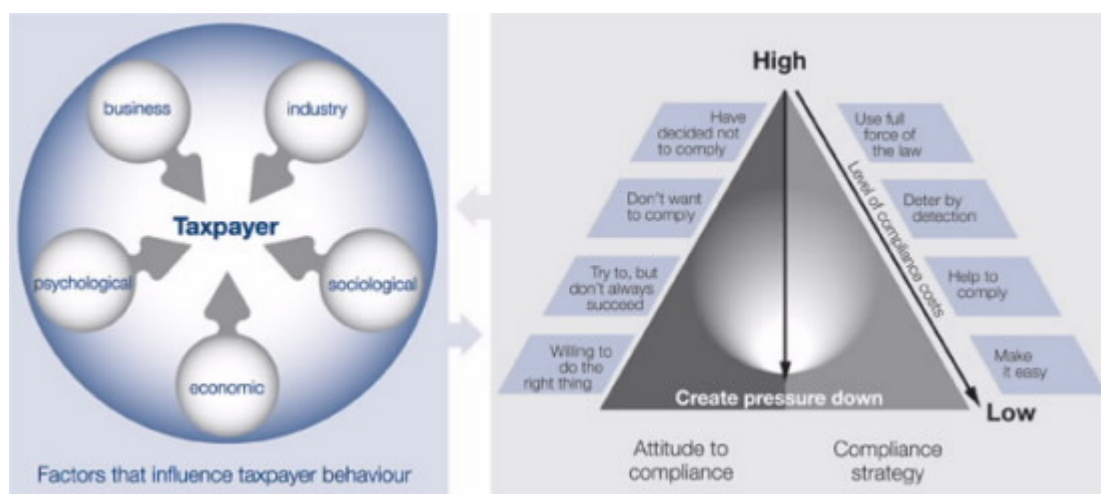 business
industry
Taxpayer
psychological
sociological
economic
Factors that influence taxpayer behaviour
High
Have
decided not
to comply
Use full
force of
the law
Don't want
to comply
Deter by
detection
Try to, but
don't always
succeed
Help to
comply
Willing to
do the
right thing
Make
it easy
Level of compliance costs
Create pressure down
Low
Attitude to
compliance
Compliance
strategy